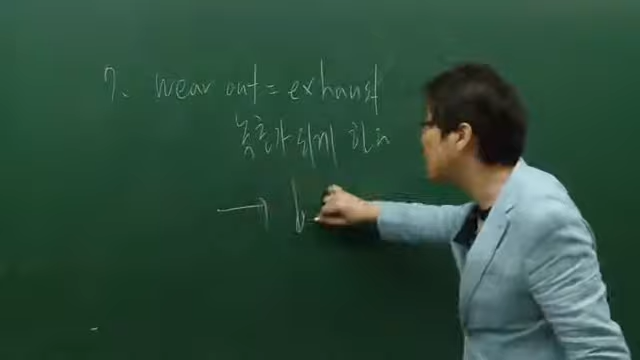 7. wear out = exhaust
녹초가 되게 하다
→ b